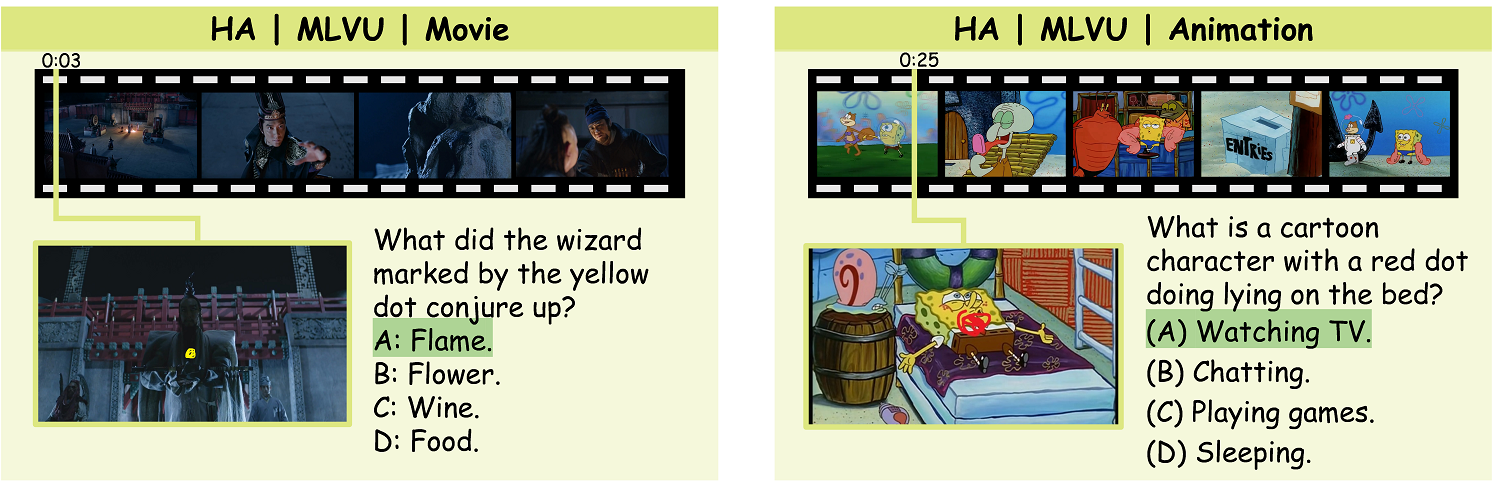 HA | MLVU | Movie
0:03
What did the wizard
marked by the yellow
dot conjure up?
A: Flame.
B: Flower.
C: Wine.
D: Food.
HA | MLVU | Animation
0:25
ENTRIES
What is a cartoon
character with a red dot
doing lying on the bed?
(A) Watching TV.
(B) Chatting.
(C) Playing games.
(D) Sleeping.